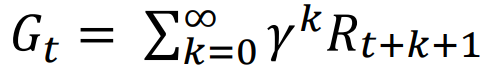 G_t = ∑_{k=0}^{∞} γ^k R_{t+k+1}